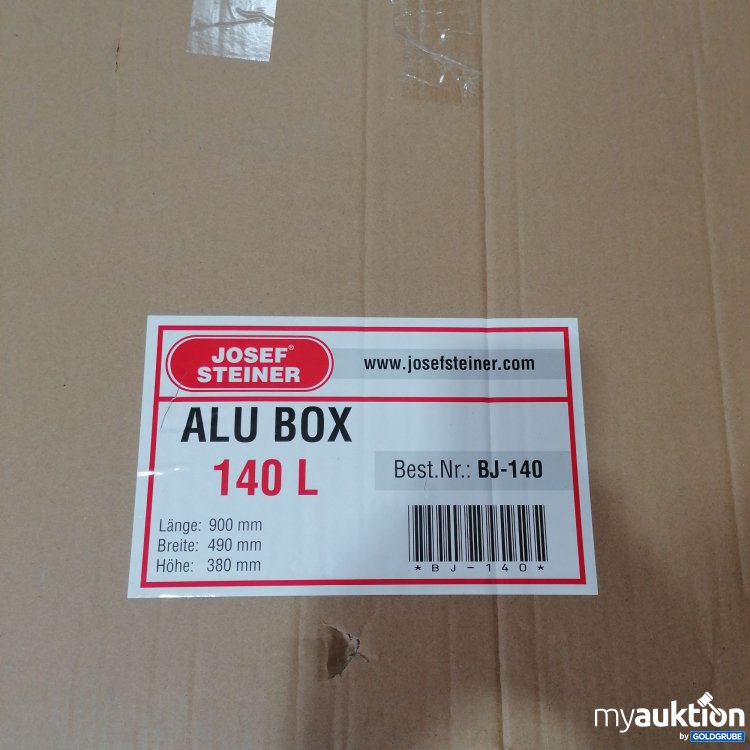 JOSEF®
STEINER
www.josefsteiner.com
ALU BOX
140 L
Best.Nr.: BJ-140
Länge: 900 mm
Breite: 490 mm
Höhe: 380 mm
*BJ-140*
myauktion
by GOLDGRUBE